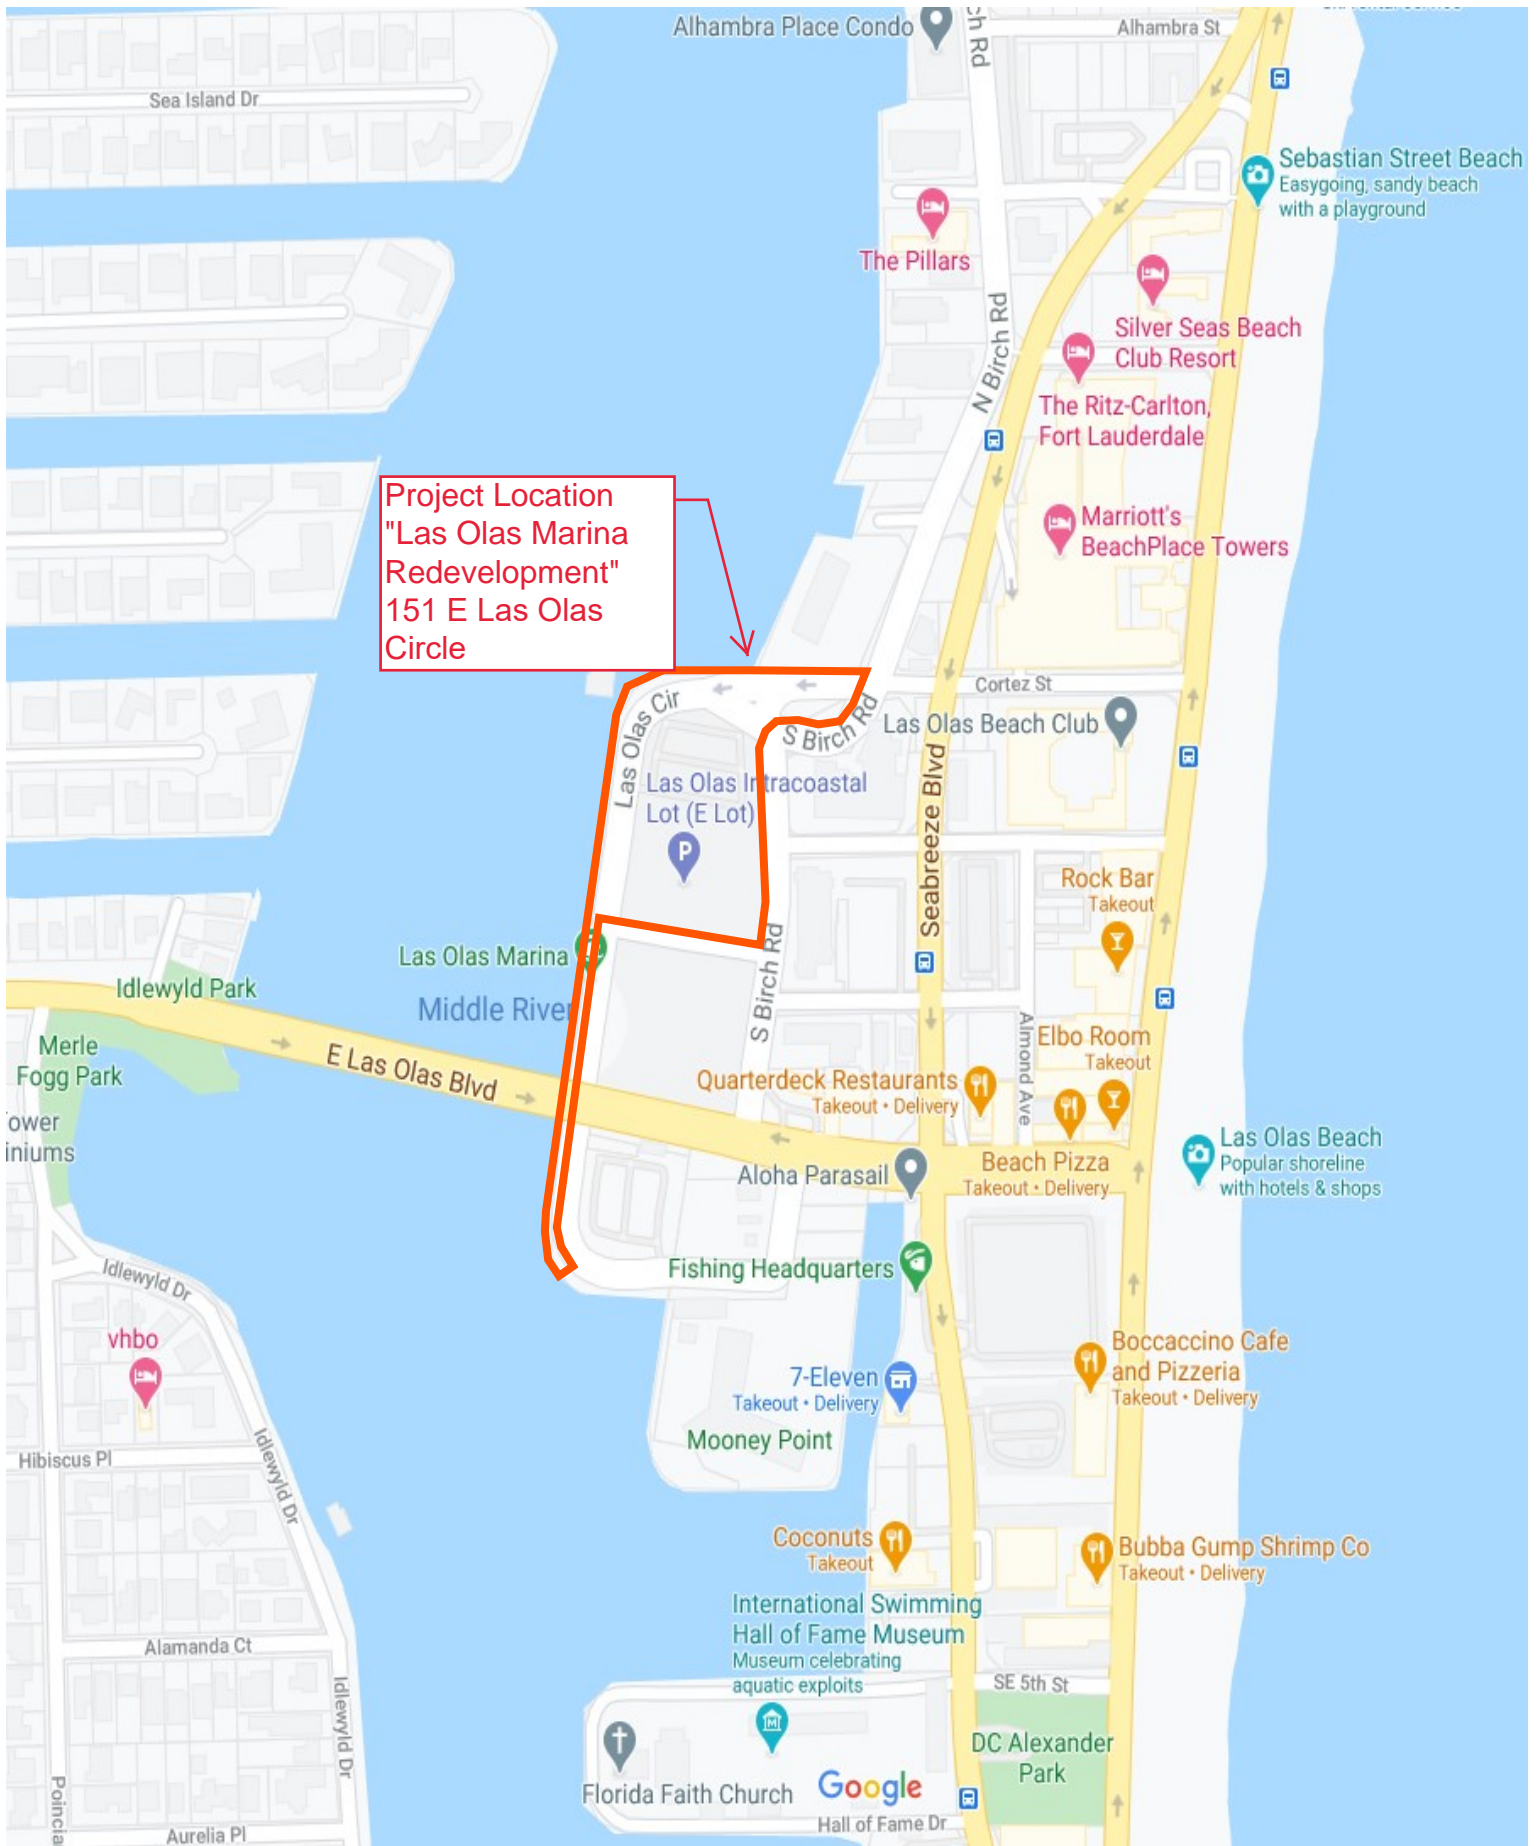 Alhambra Place Condo
ch Rd
Alhambra St
Sea Island Dr
Sebastian Street Beach
Easygoing, sandy beach
with a playground
The Pillars
N Birch Rd
Silver Seas Beach
Club Resort
The Ritz-Carlton,
Fort Lauderdale
Project Location
"Las Olas Marina
Redevelopment"
151 E Las Olas
Circle
Marriott's
BeachPlace Towers
Cortez St
Las Olas Cir
S Birch Rd
Las Olas Beach Club
Las Olas Intracoastal
Lot (E Lot)
P
Seabreeze Blvd
Rock Bar
Takeout
Las Olas Marina
Idlewyld Park
Middle River
S Birch Rd
Almond Ave
Elbo Room
Takeout
Merle
Fogg Park
E Las Olas Blvd
Quarterdeck Restaurants
Takeout • Delivery
ower
iniums
Las Olas Beach
Popular shoreline
with hotels & shops
Aloha Parasail
Beach Pizza
Takeout • Delivery
Idlewyld Dr
Fishing Headquarters
vhbo
Boccaccino Cafe
and Pizzeria
Takeout • Delivery
7-Eleven
Takeout • Delivery
Mooney Point
Hibiscus Pl
Idlewyld Dr
Coconuts
Takeout
Bubba Gump Shrimp Co
Takeout • Delivery
International Swimming
Hall of Fame Museum
Museum celebrating
aquatic exploits
Alamanda Ct
Idlewyld Dr
SE 5th St
M
DC Alexander
Park
Florida Faith Church
Google
Hall of Fame Dr
Poincia
Aurelia Pl